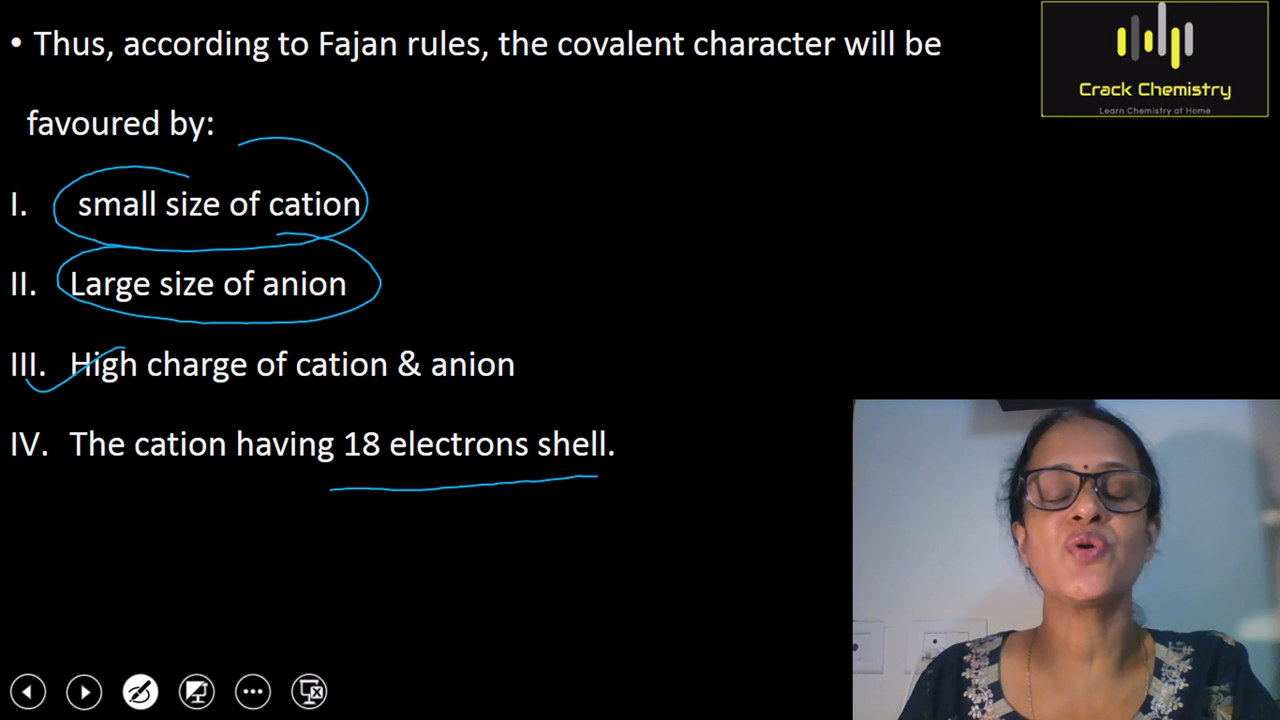 • Thus, according to Fajan rules, the covalent character will be
favoured by:
I. small size of cation
II. Large size of anion
III. High charge of cation & anion
IV. The cation having 18 electrons shell.
Crack Chemistry
Learn Chemistry at Home